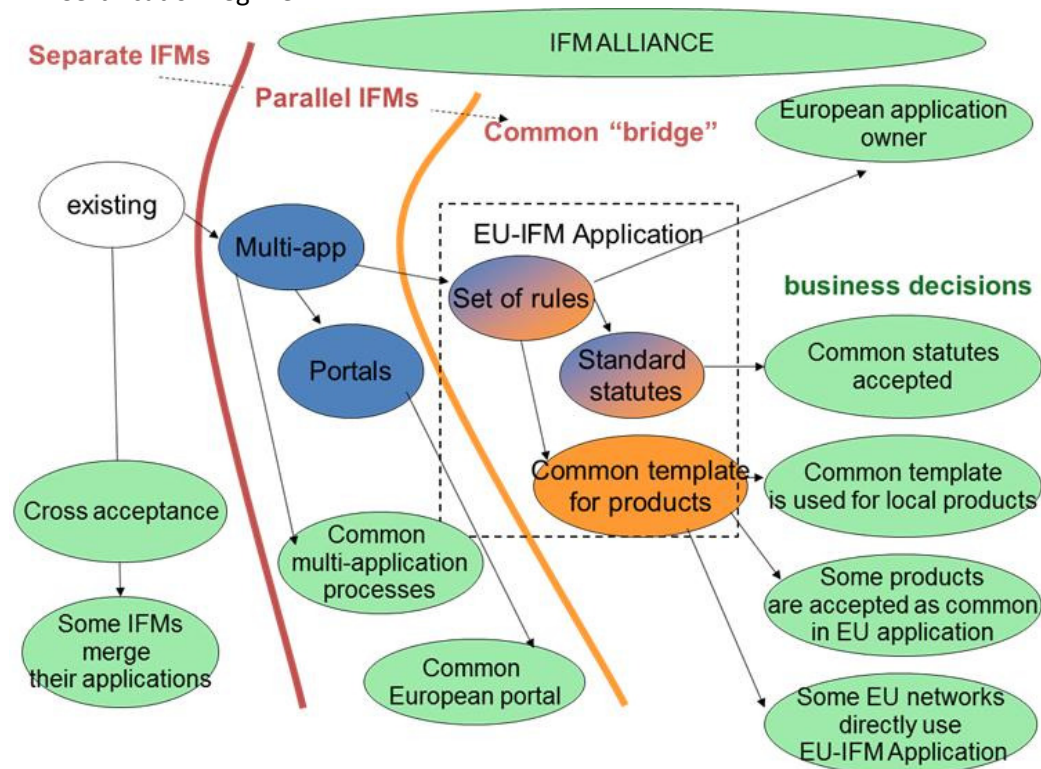 IFM ALLIANCE
Separate IFMs
Parallel IFMs
Common “bridge”
European application
owner
existing
Multi-app
EU-IFM Application
Set of rules
business decisions
Portals
Standard
statutes
Common statutes
accepted
Cross acceptance
Common template
for products
Common template
is used for local products
Common
multi-application
processes
Some IFMs
merge
their applications
Some products
are accepted as common
in EU application
Common
European portal
Some EU networks
directly use
EU-IFM Application